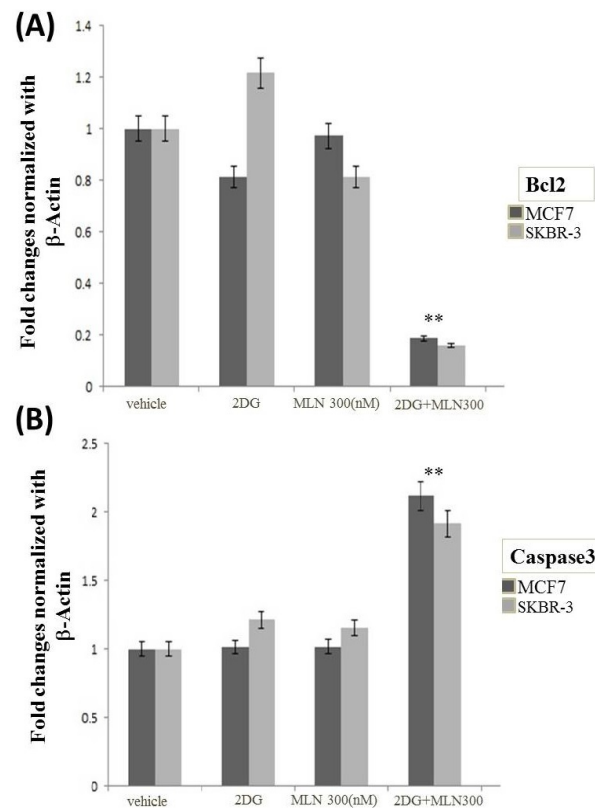 (A)
Fold changes normalized with
β-Actin
1.4
1.2
1
0.8
0.6
0.4
0.2
0
**
vehicle 2DG MLN 300(nM) 2DG+MLN300
Bcl2
MCF7
SKBR-3
(B)
Fold changes normalized with
β-Actin
2.5
2
1.5
1
0.5
0
**
vehicle 2DG MLN 300(nM) 2DG+MLN300
Caspase3
MCF7
SKBR-3